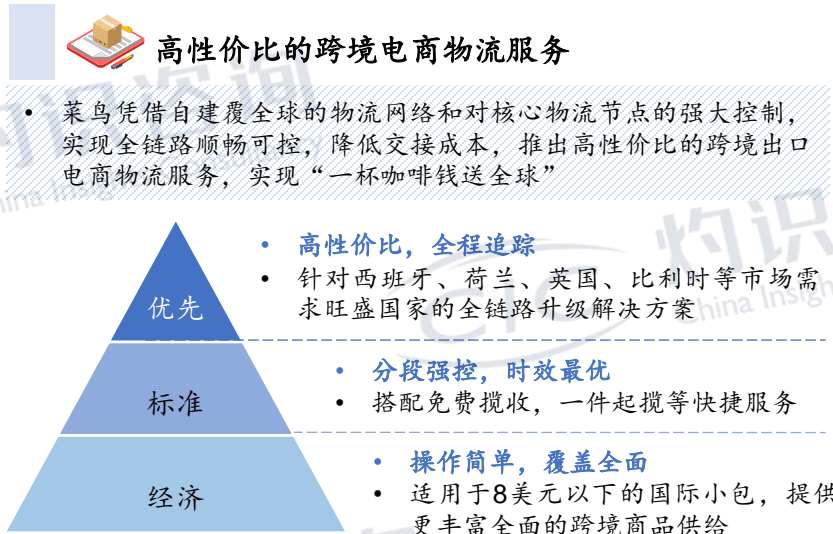 高性价比的跨境电商物流服务
• 菜鸟凭借自建覆全球的物流网络和对核心物流节点的强大控制，
实现全链路顺畅可控，降低交接成本，推出高性价比的跨境出口
电商物流服务，实现“一杯咖啡钱送全球”
优先
• 高性价比，全程追踪
• 针对西班牙、荷兰、英国、比利时等市场需
求旺盛国家的全链路升级解决方案
标准
• 分段强控，时效最优
• 搭配免费揽收，一件起揽等快捷服务
经济
• 操作简单，覆盖全面
• 适用于8美元以下的国际小包，提供
更丰富全面的跨境商品供给
灼识咨询
China Insigh
灼识
CIC